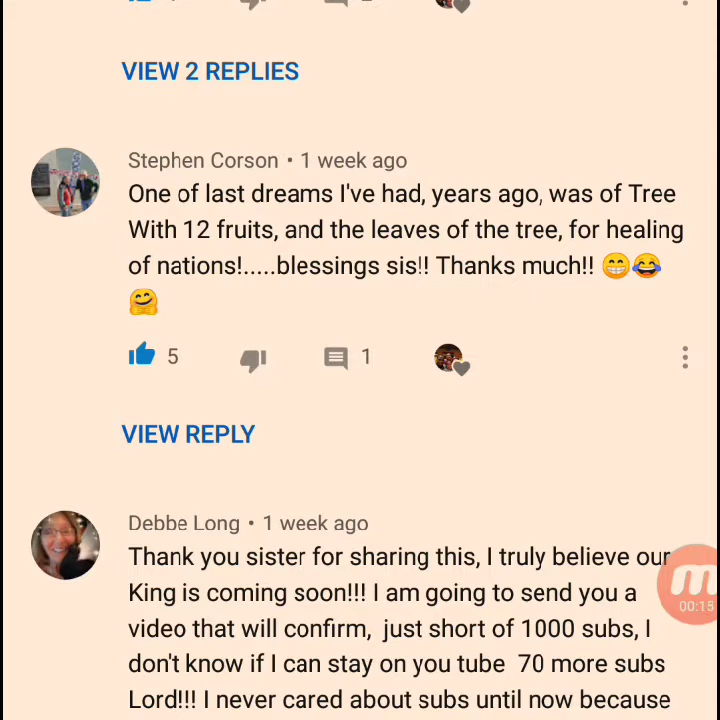 VIEW 2 REPLIES
Stephen Corson • 1 week ago
One of last dreams I've had, years ago, was of Tree
With 12 fruits, and the leaves of the tree, for healing
of nations!.....blessings sis!! Thanks much!! 😁😂
🤗
5 1
VIEW REPLY
Debbe Long • 1 week ago
Thank you sister for sharing this, I truly believe our
King is coming soon!!! I am going to send you a
00:15
video that will confirm, just short of 1000 subs, I
don't know if I can stay on you tube 70 more subs
Lord!!! I never cared about subs until now because